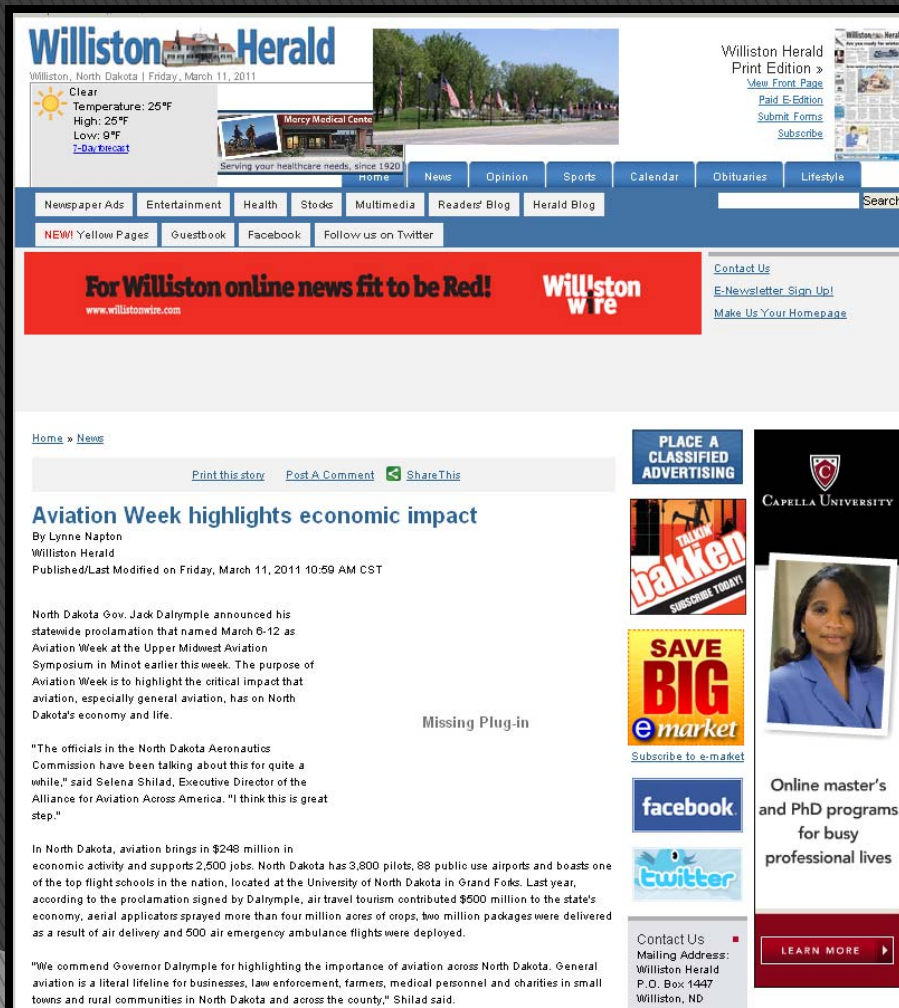 Williston Herald
Williston, North Dakota | Friday, March 11, 2011
Clear
Temperature: 25°F
High: 25°F
Low: 9°F
7-Day forecast
Mercy Medical Cente
Serving your healthcare needs, since 1920
Williston Herald
Print Edition »
View Front Page
Paid E-Edition
Submit Forms
Subscribe
Home News Opinion Sports Calendar Obituaries Lifestyle
Newspaper Ads Entertainment Health Stocks Multimedia Readers' Blog Herald Blog
Search
NEW! Yellow Pages Guestbook Facebook Follow us on Twitter
For Williston online news fit to be Red!
www.willistonwire.com
Will!ston
w!re
Contact Us
E-Newsletter Sign Up!
Make Us Your Homepage
Home » News
Print this story Post A Comment ShareThis
Aviation Week highlights economic impact
By Lynne Napton
Williston Herald
Published/Last Modified on Friday, March 11, 2011 10:59 AM CST
North Dakota Gov. Jack Dalrymple announced his
statewide proclamation that named March 6-12 as
Aviation Week at the Upper Midwest Aviation
Symposium in Minot earlier this week. The purpose of
Aviation Week is to highlight the critical impact that
aviation, especially general aviation, has on North
Dakota's economy and life.
Missing Plug-in
"The officials in the North Dakota Aeronautics
Commission have been talking about this for quite a
while," said Selena Shilad, Executive Director of the
Alliance for Aviation Across America. "I think this is great
step."
In North Dakota, aviation brings in $248 million in
economic activity and supports 2,500 jobs. North Dakota has 3,800 pilots, 88 public use airports and boasts one
of the top flight schools in the nation, located at the University of North Dakota in Grand Forks. Last year,
according to the proclamation signed by Dalrymple, air travel tourism contributed $500 million to the state's
economy, aerial applicators sprayed more than four million acres of crops, two million packages were delivered
as a result of air delivery and 500 air emergency ambulance flights were deployed.
"We commend Governor Dalrymple for highlighting the importance of aviation across North Dakota. General
aviation is a literal lifeline for businesses, law enforcement, farmers, medical personnel and charities in small
towns and rural communities in North Dakota and across the county," Shilad said.
PLACE A
CLASSIFIED
ADVERTISING
TALKIN' THE
bakken
SUBSCRIBE TODAY!
SAVE
BIG
e market
Subscribe to e-market
facebook
twitter
Contact Us
Mailing Address:
Williston Herald
P.O. Box 1447
Williston, ND
CAPELLA UNIVERSITY
Online master's
and PhD programs
for busy
professional lives
LEARN MORE